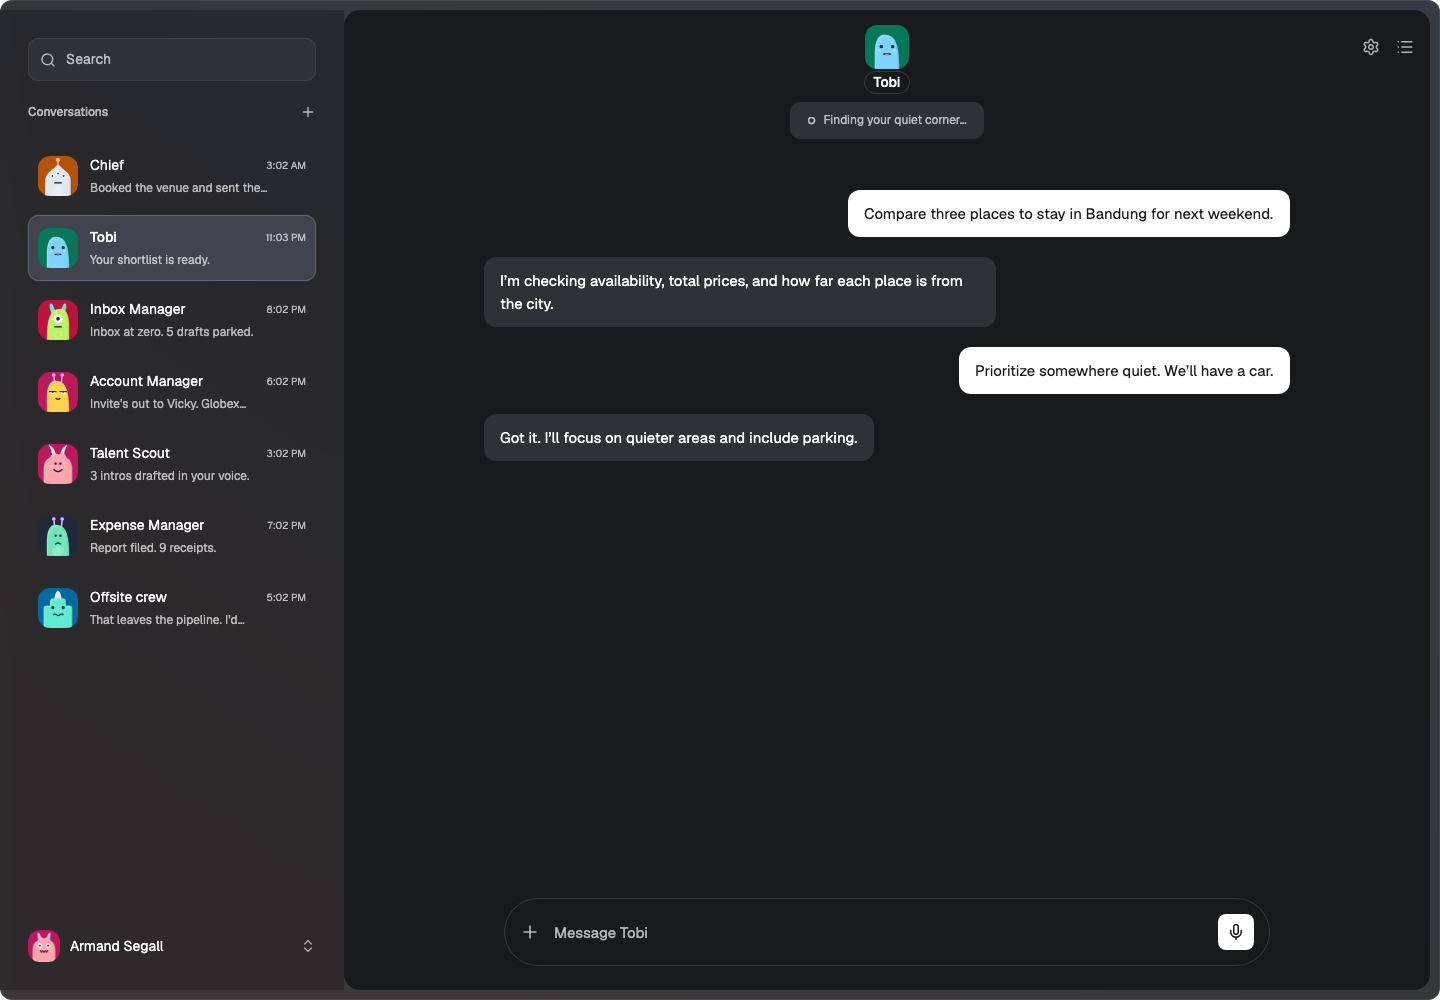 Search
Conversations
Chief
3:02 AM
Booked the venue and sent the…
Tobi
11:03 PM
Your shortlist is ready.
Inbox Manager
8:02 PM
Inbox at zero. 5 drafts parked.
Account Manager
6:02 PM
Invite's out to Vicky. Globex…
Talent Scout
3:02 PM
3 intros drafted in your voice.
Expense Manager
7:02 PM
Report filed. 9 receipts.
Offsite crew
5:02 PM
That leaves the pipeline. I'd…
Armand Segall
Tobi
Finding your quiet corner…
Compare three places to stay in Bandung for next weekend.
I’m checking availability, total prices, and how far each place is from
the city.
Prioritize somewhere quiet. We’ll have a car.
Got it. I’ll focus on quieter areas and include parking.
Message Tobi